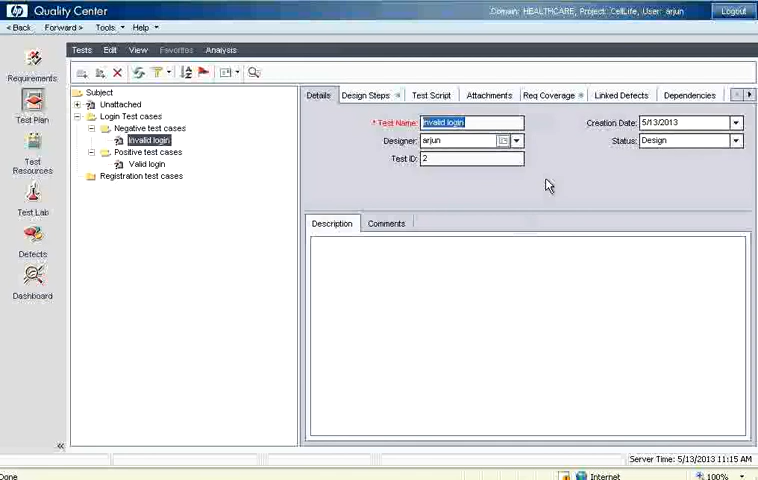 hp Quality Center
Domain: HEALTHCARE, Project: CellLife, User: arjun
Logout
< Back Forward > Tools Help
Tests Edit View Favorites Analysis
Requirements
Test Plan
Test Resources
Test Lab
Defects
Dashboard
Subject
Unattached
Login Test cases
Negative test cases
Invalid login
Positive test cases
Valid login
Registration test cases
Details Design Steps * Test Script Attachments Req Coverage * Linked Defects Dependencies
* Test Name: Invalid login
Creation Date: 5/13/2013
Designer: arjun
Status: Design
Test ID: 2
Description Comments
Server Time: 5/13/2013 11:15 AM
Done
Internet
100%